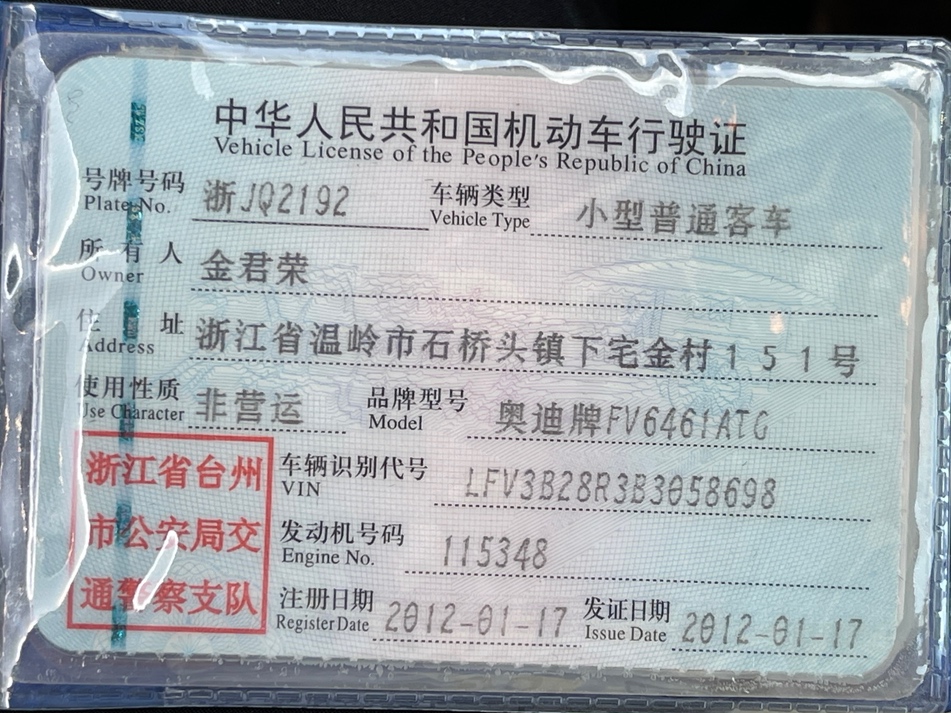 中华人民共和国机动车行驶证
Vehicle License of the People's Republic of China
号牌号码 浙JQ2192 车辆类型 小型普通客车
Plate No. Vehicle Type
所有人 金君荣
Owner
住址 浙江省温岭市石桥头镇下宅金村151号
Address
使用性质 非营运 品牌型号 奥迪牌FV6461ATG
Use Character Model
浙江省台州
市公安局交
通警察支队
车辆识别代号 LFV3B28R3B3058698
VIN
发动机号码 115348
Engine No.
注册日期 2012-01-17 发证日期 2012-01-17
Register Date Issue Date